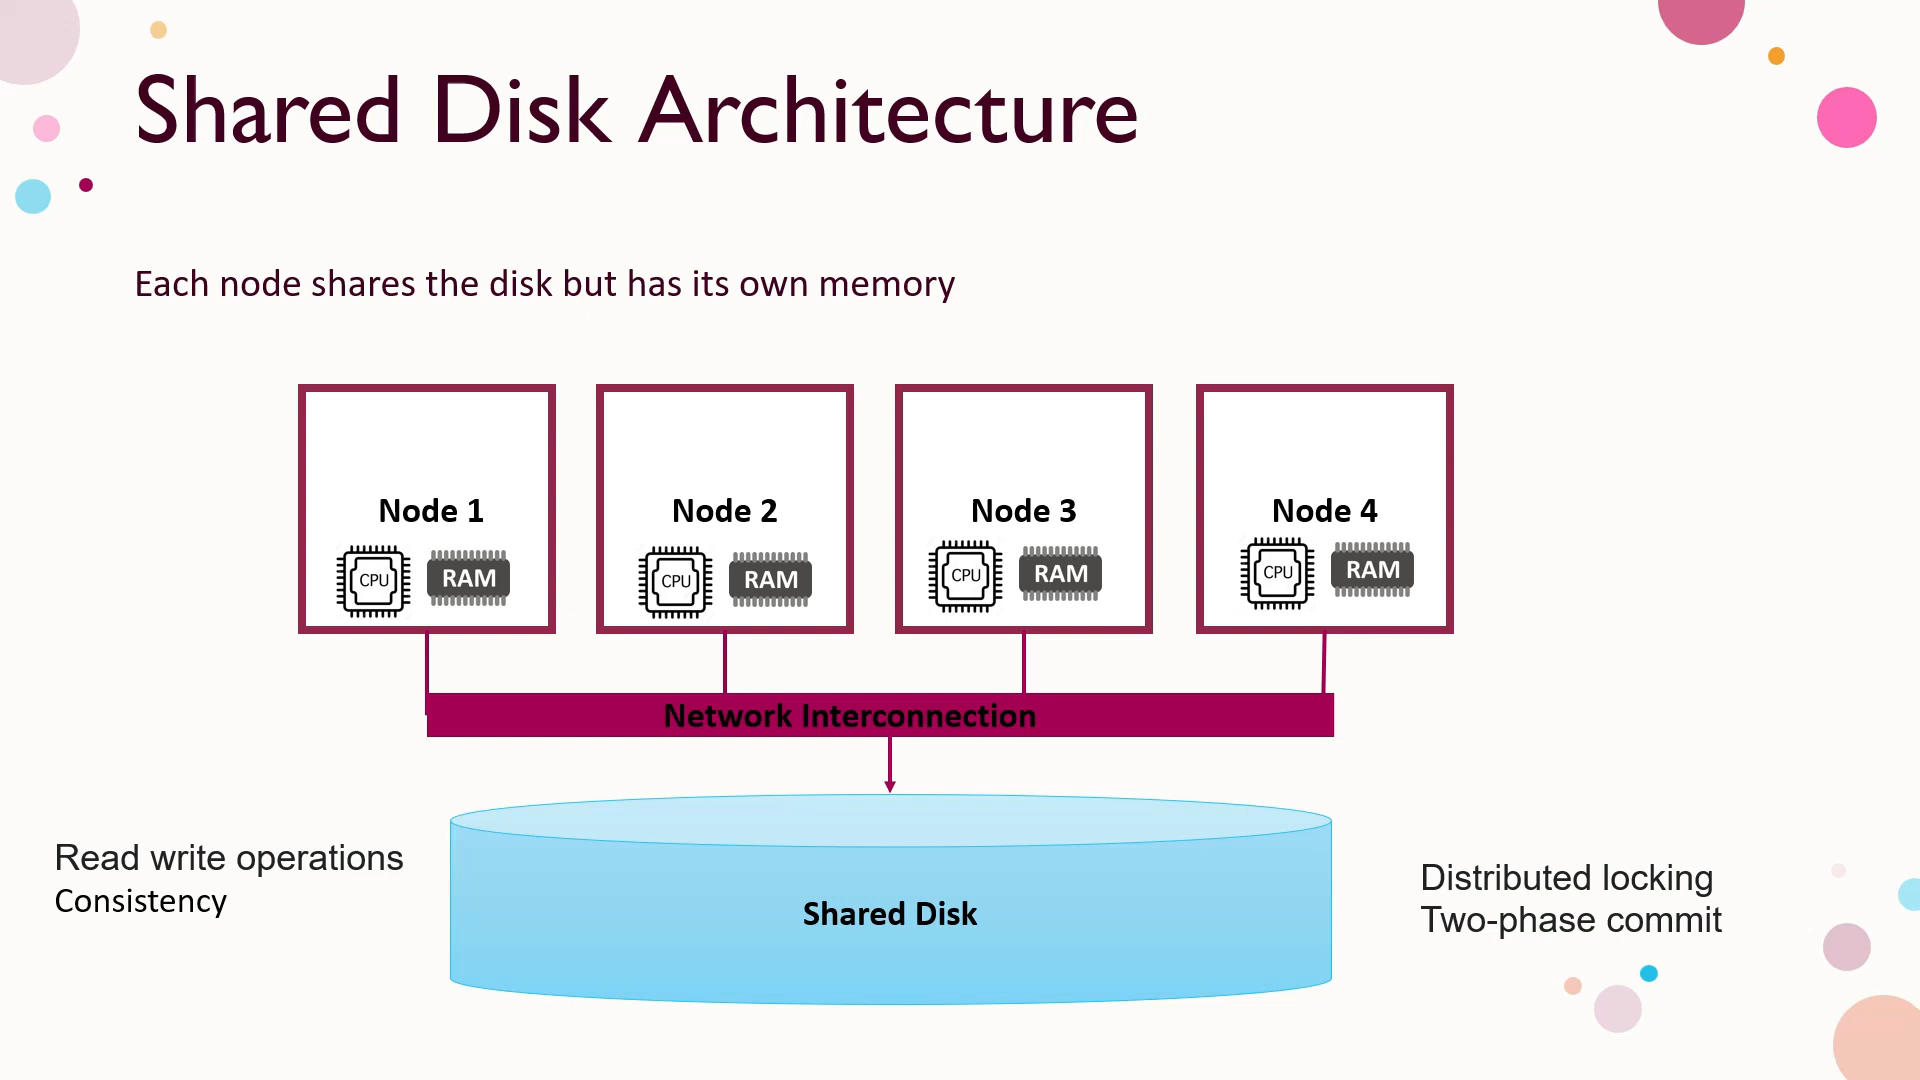 Shared Disk Architecture
Each node shares the disk but has its own memory
Node 1
CPU
RAM
Node 2
CPU
RAM
Node 3
CPU
RAM
Node 4
CPU
RAM
Network Interconnection
Read write operations
Consistency
Shared Disk
Distributed locking
Two-phase commit